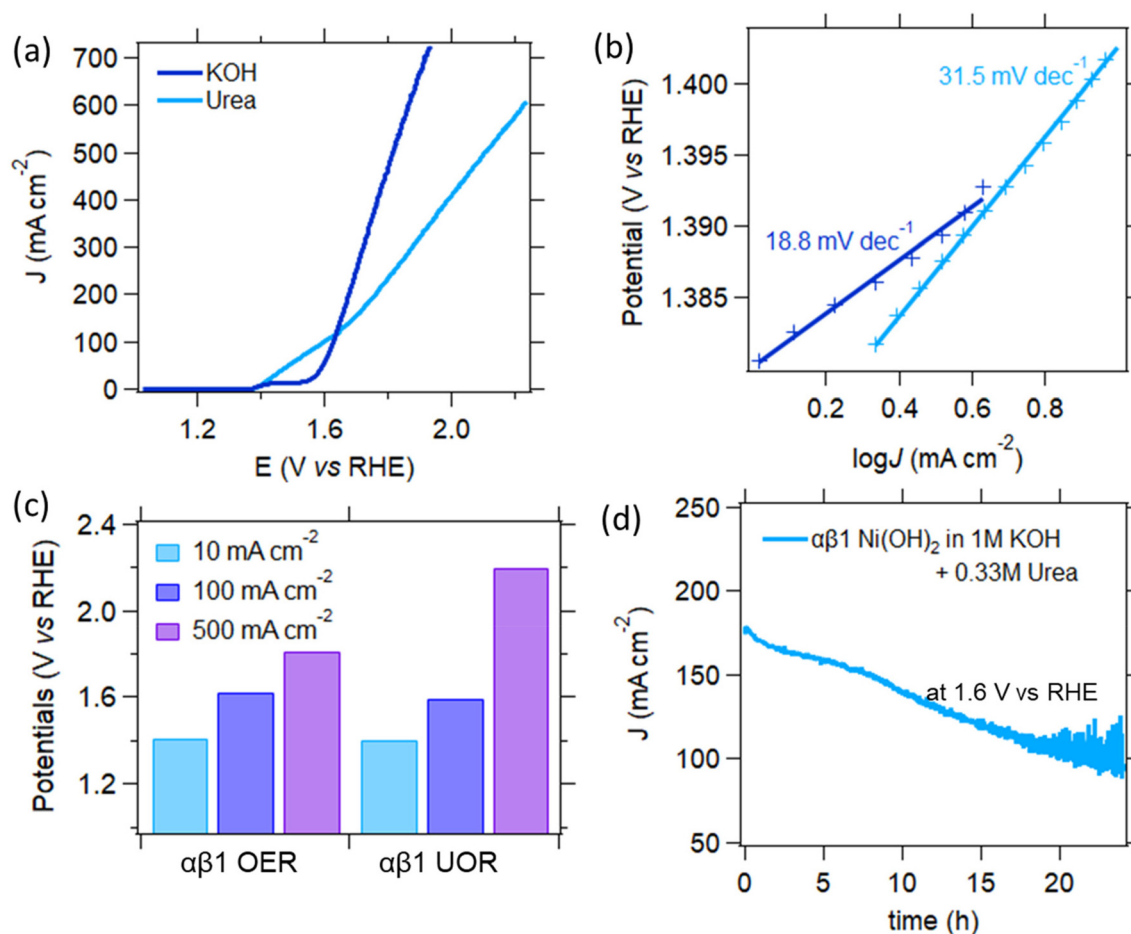 (a)
700
600
500
400
300
200
100
0
J (mA cm⁻²)
KOH
Urea
1.2
1.6
2.0
E (V vs RHE)
(b)
1.400
1.395
1.390
1.385
Potential (V vs RHE)
31.5 mV dec⁻¹
18.8 mV dec⁻¹
0.2
0.4
0.6
0.8
logJ (mA cm⁻²)
(c)
2.4
2.0
1.6
1.2
Potentials (V vs RHE)
10 mA cm⁻²
100 mA cm⁻²
500 mA cm⁻²
αβ1 OER
αβ1 UOR
(d)
250
200
150
100
50
J (mA cm⁻²)
αβ1 Ni(OH)₂ in 1M KOH
+ 0.33M Urea
at 1.6 V vs RHE
0
5
10
15
20
time (h)